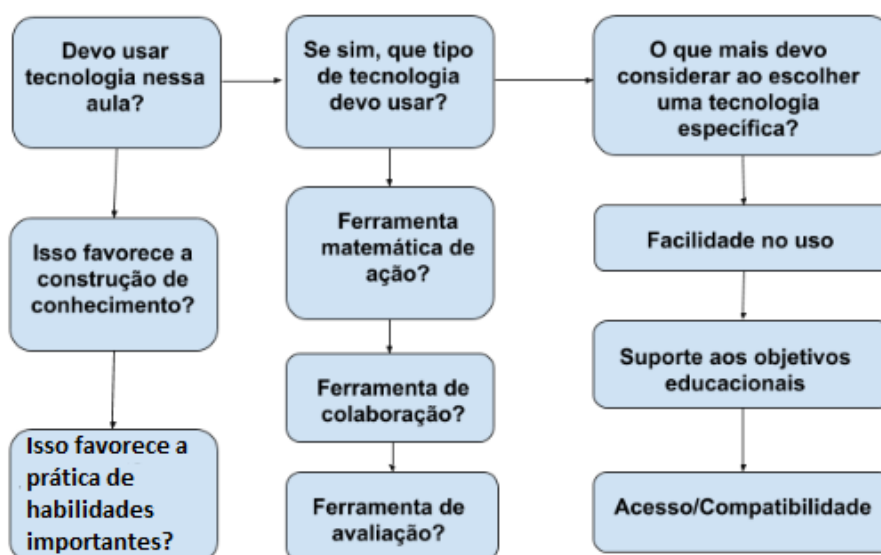 Devo usar
tecnologia nessa
aula?
Se sim, que tipo
de tecnologia
devo usar?
O que mais devo
considerar ao escolher
uma tecnologia
específica?
Isso favorece a
construção de
conhecimento?
Ferramenta
matemática de
ação?
Facilidade no uso
Suporte aos objetivos
educacionais
Ferramenta de
colaboração?
Isso favorece a
prática de
habilidades
importantes?
Ferramenta de
avaliação?
Acesso/Compatibilidade